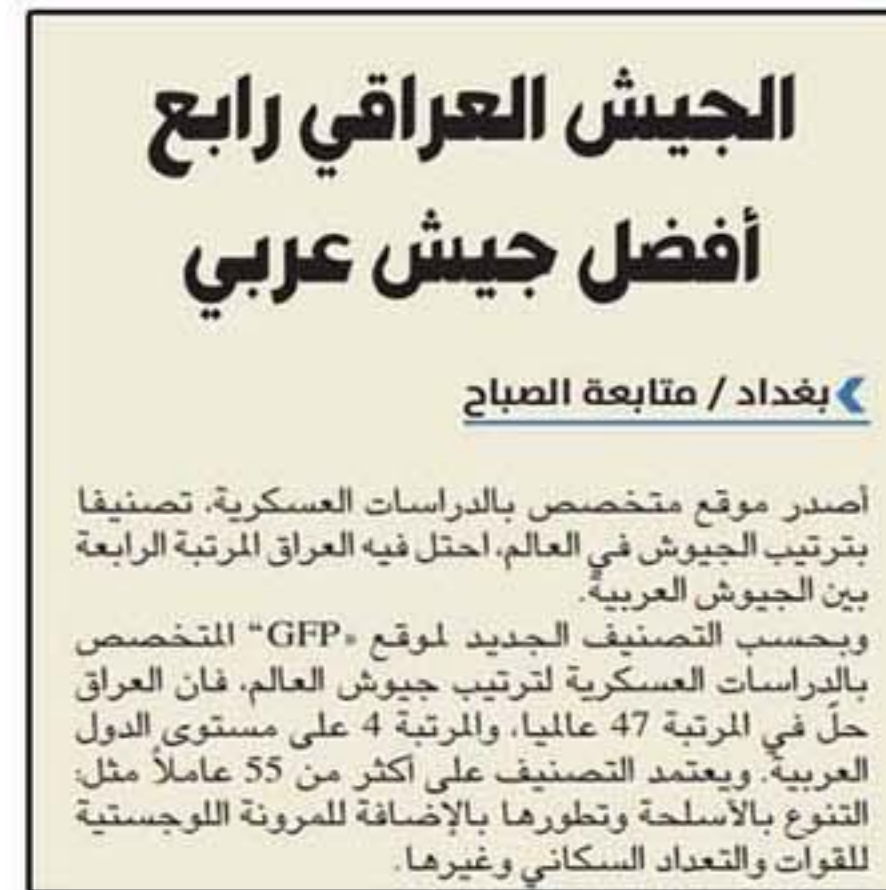 الجيش العراقي رابع
أفضل جيش عربي
بغداد / متابعة الصباح
أصدر موقع متخصص بالدراسات العسكرية، تصنيفا
بترتيب الجيوش في العالم، احتل فيه العراق المرتبة الرابعة
بين الجيوش العربية.
وبحسب التصنيف الجديد لموقع «GFP“ المتخصص
بالدراسات العسكرية لترتيب جيوش العالم، فان العراق
حلّ في المرتبة 47 عالميا، والمرتبة 4 على مستوى الدول
العربية. ويعتمد التصنيف على اكثر من 55 عاملاً مثل:
التنوع بالأسلحة وتطورها بالإضافة للمرونة اللوجستية
للقوات والتعداد السكاني وغيرها.